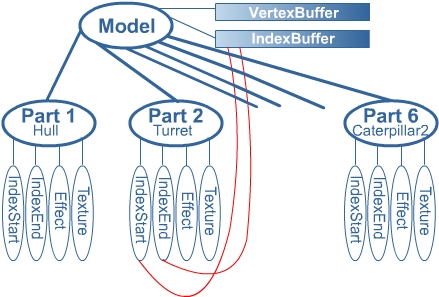 Model
VertexBuffer
IndexBuffer
Part 1
Hull
Part 2
Turret
Part 6
Caterpillar2
IndexStart
IndexEnd
Effect
Texture
IndexStart
IndexEnd
Effect
Texture
IndexStart
IndexEnd
Effect
Texture